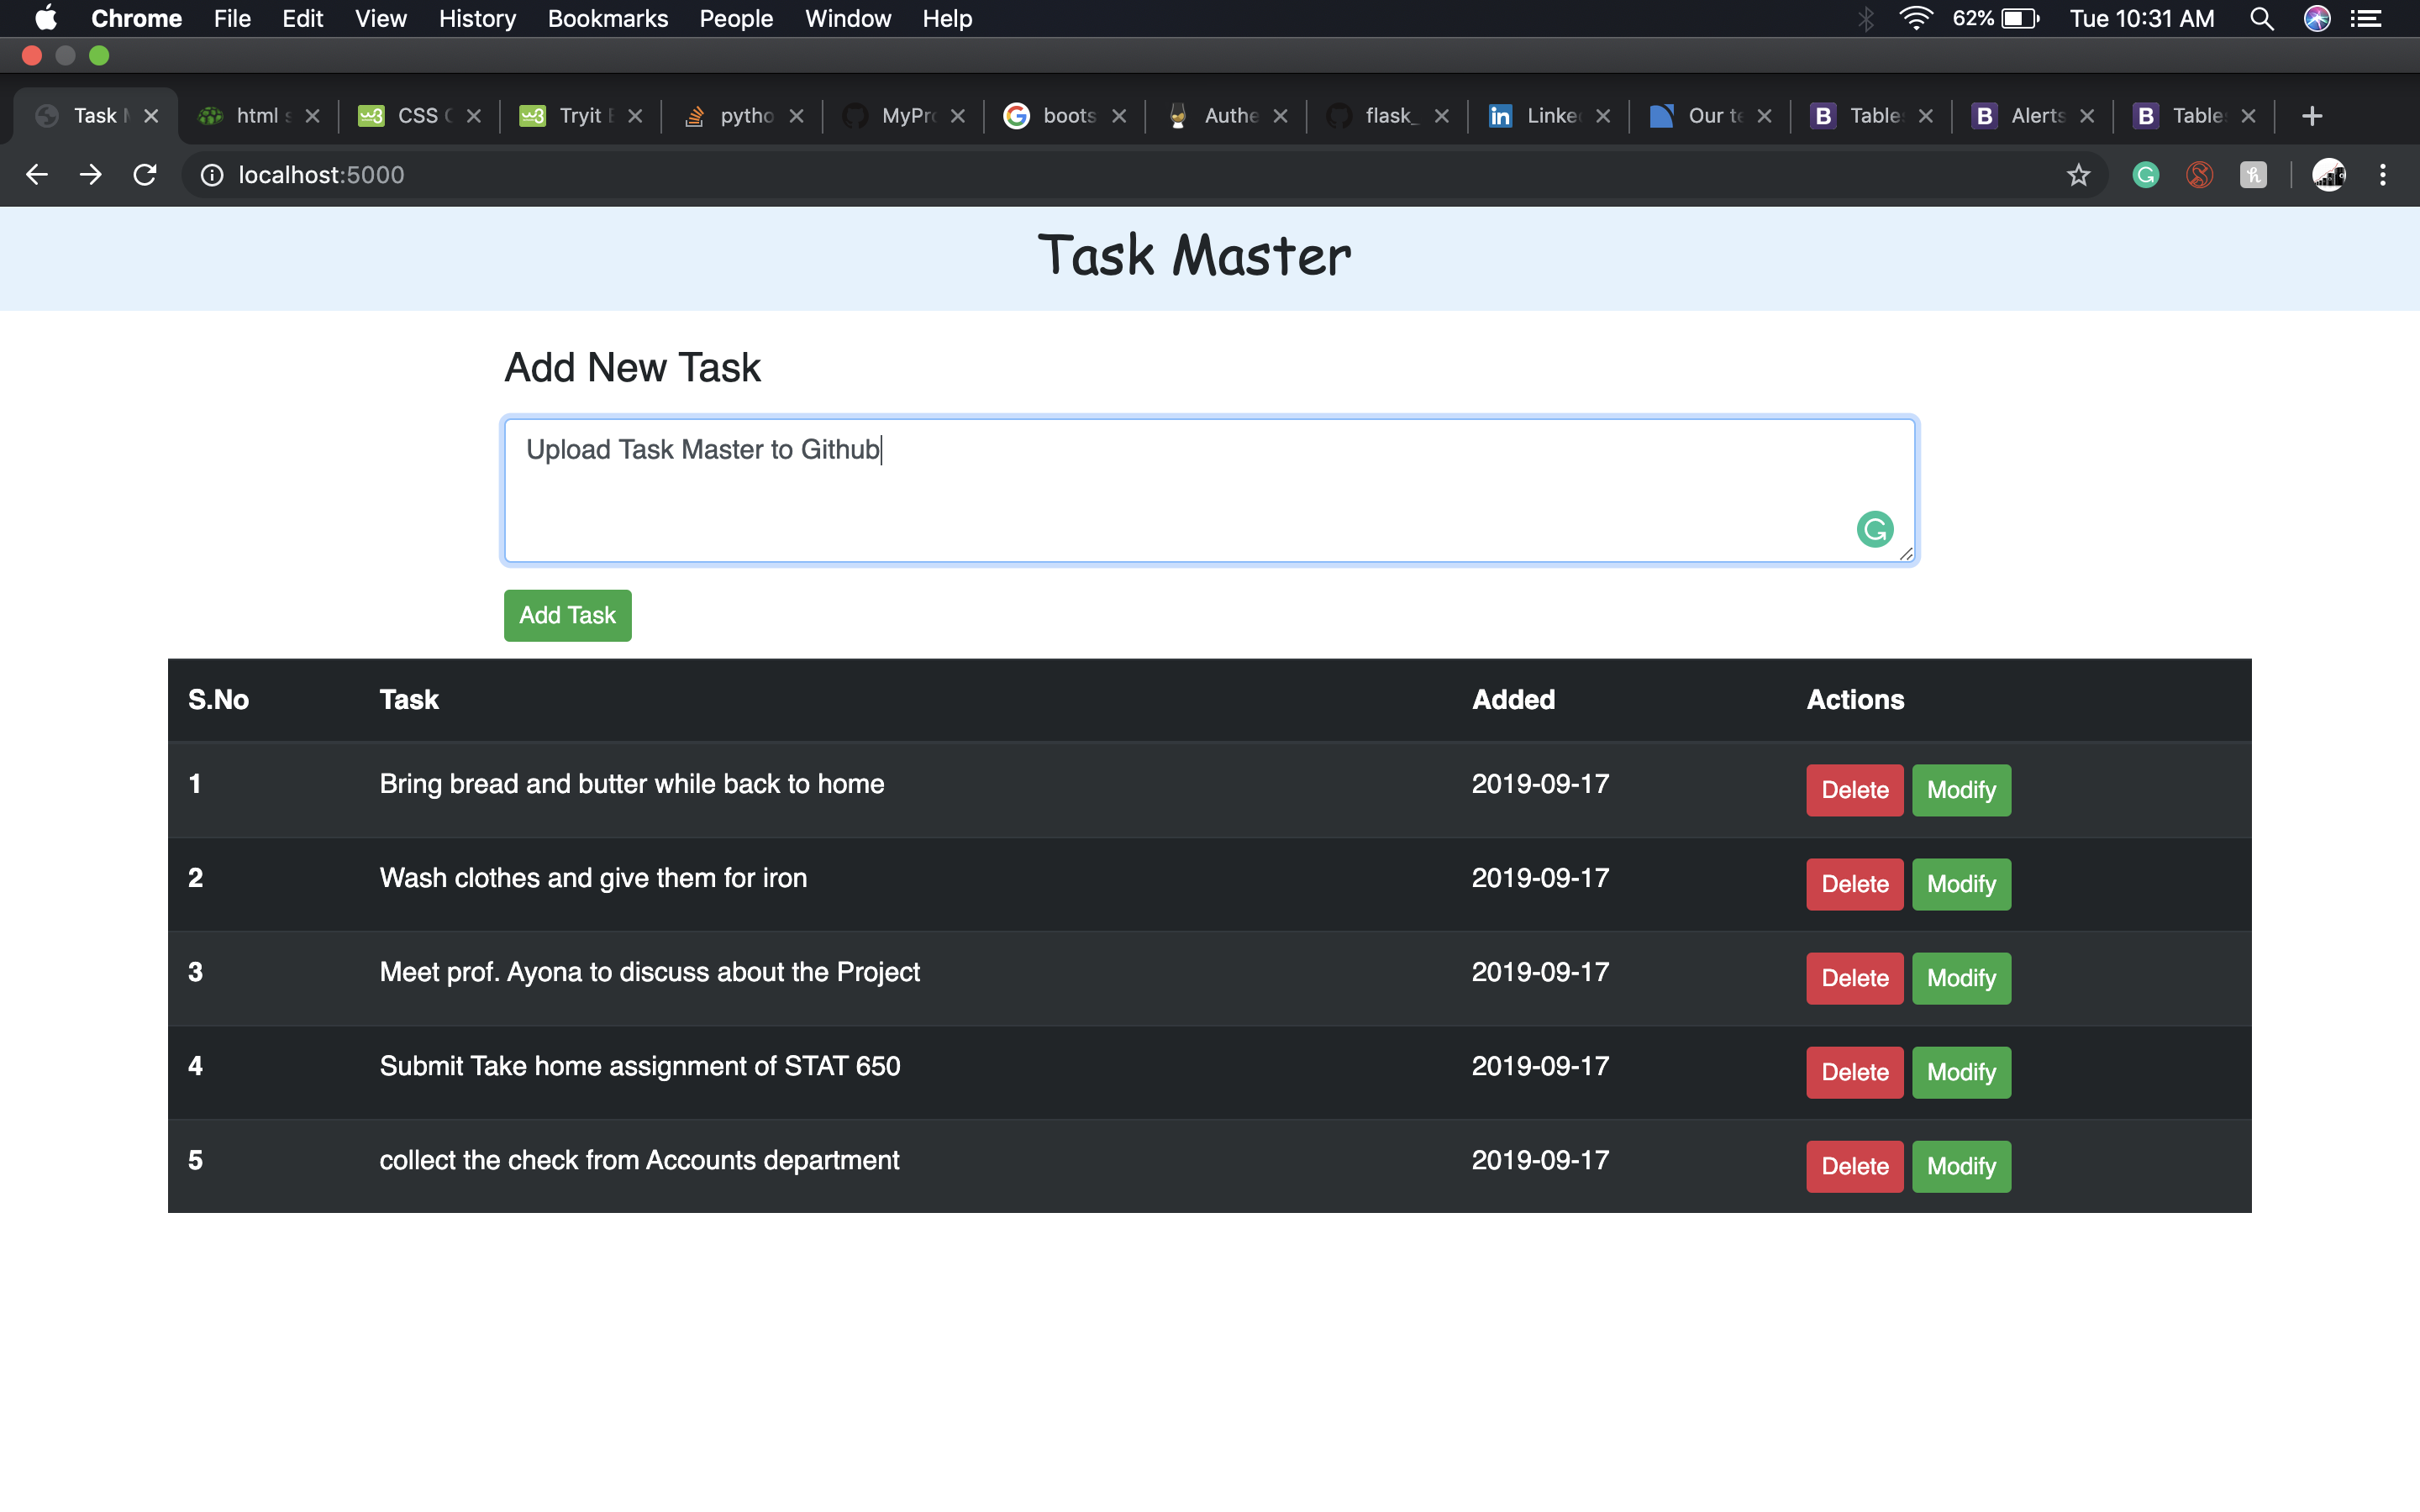 Chrome File Edit View History Bookmarks People Window Help 62% Tue 10:31 AM
Task html CSS Tryit pytho MyPr boots Authe flask_ Linke Our t Table Alerts Table
localhost:5000
Task Master
Add New Task
Upload Task Master to Github
Add Task
S.No Task Added Actions
1 Bring bread and butter while back to home 2019-09-17 Delete Modify
2 Wash clothes and give them for iron 2019-09-17 Delete Modify
3 Meet prof. Ayona to discuss about the Project 2019-09-17 Delete Modify
4 Submit Take home assignment of STAT 650 2019-09-17 Delete Modify
5 collect the check from Accounts department 2019-09-17 Delete Modify